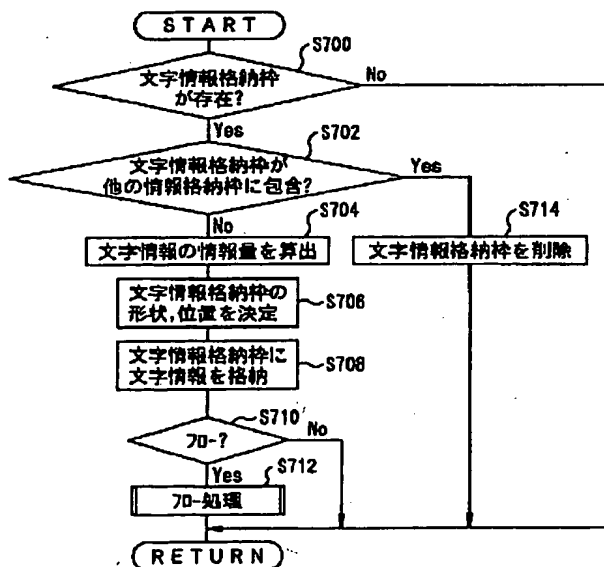 START
S700
文字情報格納枠
が存在?
No
Yes
S702
文字情報格納枠が
他の情報格納枠に包含?
Yes
No
S704
文字情報の情報量を算出
S714
文字情報格納枠を削除
文字情報格納枠の
形状,位置を決定
S706
文字情報格納枠に
文字情報を格納
S708
S710
フロー?
No
Yes
S712
フロー処理
RETURN